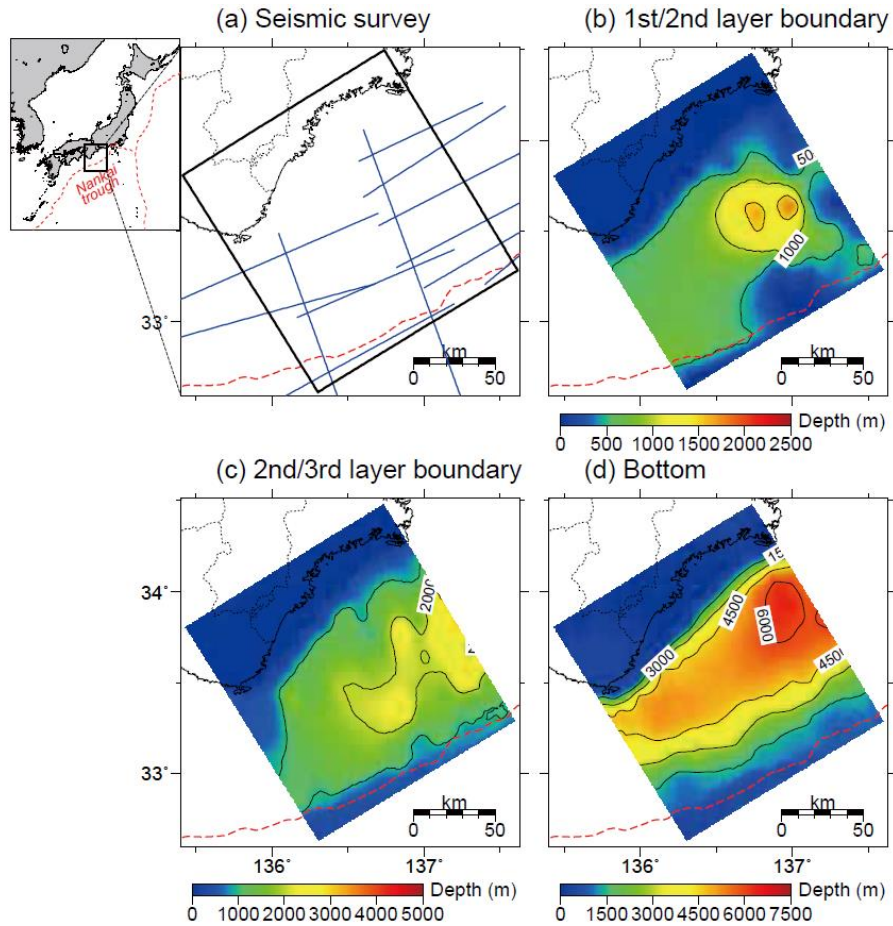 (a) Seismic survey
(b) 1st/2nd layer boundary
Nankai
trough
33°
km
0 50
500
1000
km
0 50
Depth (m)
0 500 1000 1500 2000 2500
(c) 2nd/3rd layer boundary
(d) Bottom
34°
33°
2000
km
0 50
15
4500
6000
3000
4500
km
0 50
136° 137°
136° 137°
Depth (m)
0 1000 2000 3000 4000 5000
Depth (m)
0 1500 3000 4500 6000 7500